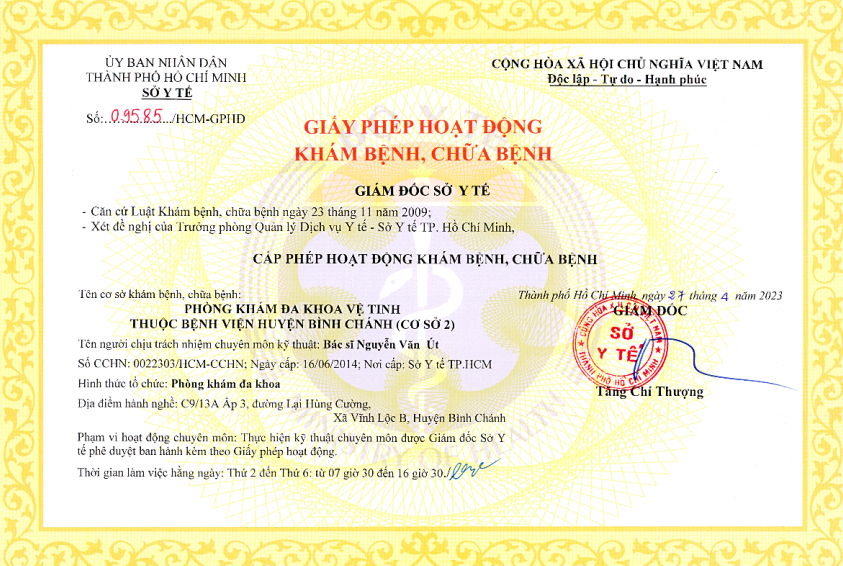 ỦY BAN NHÂN DÂN
THÀNH PHỐ HỒ CHÍ MINH
SỞ Y TẾ
Số: 09585/HCM-GPHĐ
CỘNG HÒA XÃ HỘI CHỦ NGHĨA VIỆT NAM
Độc lập - Tự do - Hạnh phúc
GIẤY PHÉP HOẠT ĐỘNG
KHÁM BỆNH, CHỮA BỆNH
GIÁM ĐỐC SỞ Y TẾ
- Căn cứ Luật Khám bệnh, chữa bệnh ngày 23 tháng 11 năm 2009;
- Xét đề nghị của Trưởng phòng Quản lý Dịch vụ Y tế - Sở Y tế TP. Hồ Chí Minh,
CẤP PHÉP HOẠT ĐỘNG KHÁM BỆNH, CHỮA BỆNH
Tên cơ sở khám bệnh, chữa bệnh:
PHÒNG KHÁM ĐA KHOA VỆ TINH
THUỘC BỆNH VIỆN HUYỆN BÌNH CHÁNH (CƠ SỞ 2)
Tên người chịu trách nhiệm chuyên môn kỹ thuật: Bác sĩ Nguyễn Văn Út
Số CCHN: 0022303/HCM-CCHN; Ngày cấp: 16/06/2014; Nơi cấp: Sở Y tế TP.HCM
Hình thức tổ chức: Phòng khám đa khoa
Địa điểm hành nghề: C9/13A Ấp 3, đường Lại Hùng Cường,
Xã Vĩnh Lộc B, Huyện Bình Chánh
Phạm vi hoạt động chuyên môn: Thực hiện kỹ thuật chuyên môn được Giám đốc Sở Y
tế phê duyệt ban hành kèm theo Giấy phép hoạt động.
Thời gian làm việc hằng ngày: Thứ 2 đến Thứ 6: từ 07 giờ 30 đến 16 giờ 30./
Thành phố Hồ Chí Minh, ngày 27 tháng 4 năm 2023
GIÁM ĐỐC
CỘNG HÒA X.H.C.N VIỆT NAM
SỞ
Y TẾ
THÀNH PHỐ HỒ CHÍ MINH
Tăng Chí Thượng